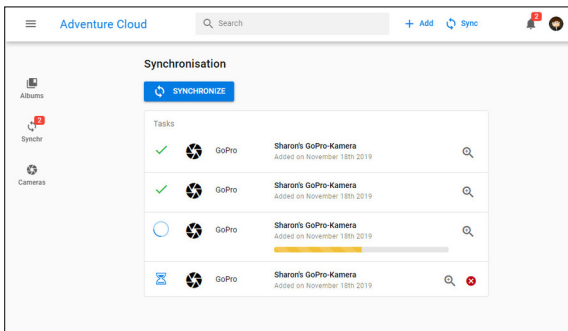 Adventure Cloud
Search
Add
Sync
2
Albums
2
Synchr
Cameras
Synchronisation
SYNCHRONIZE
Tasks
GoPro
Sharon's GoPro-Kamera
Added on November 18th 2019
GoPro
Sharon's GoPro-Kamera
Added on November 18th 2019
GoPro
Sharon's GoPro-Kamera
Added on November 18th 2019
GoPro
Sharon's GoPro-Kamera
Added on November 18th 2019